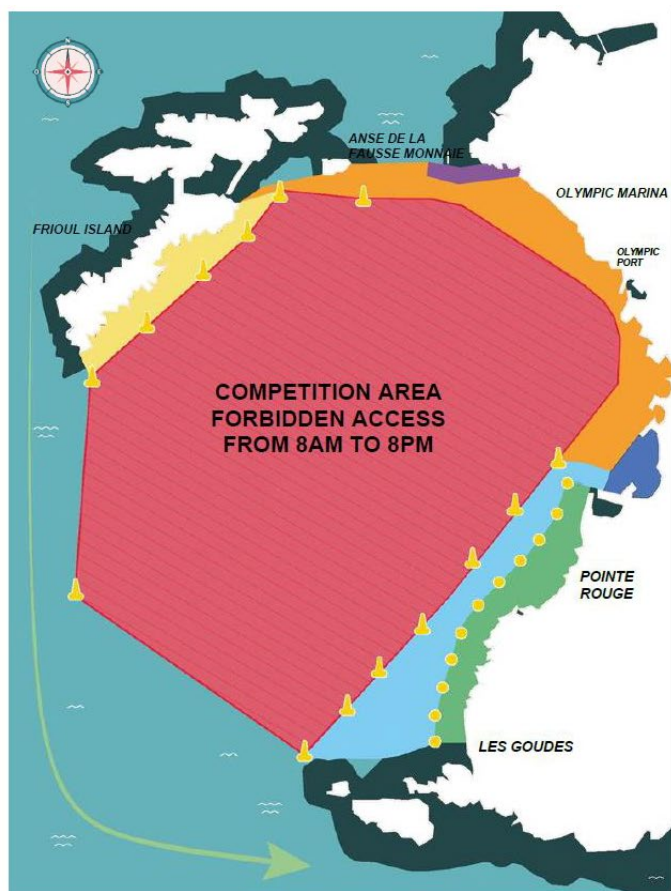 ANSE DE LA
FAUSSE MONNAIE
OLYMPIC MARINA
FRIOUL ISLAND
OLYMPIC
PORT
COMPETITION AREA
FORBIDDEN ACCESS
FROM 8AM TO 8PM
POINTE
ROUGE
LES GOUDES